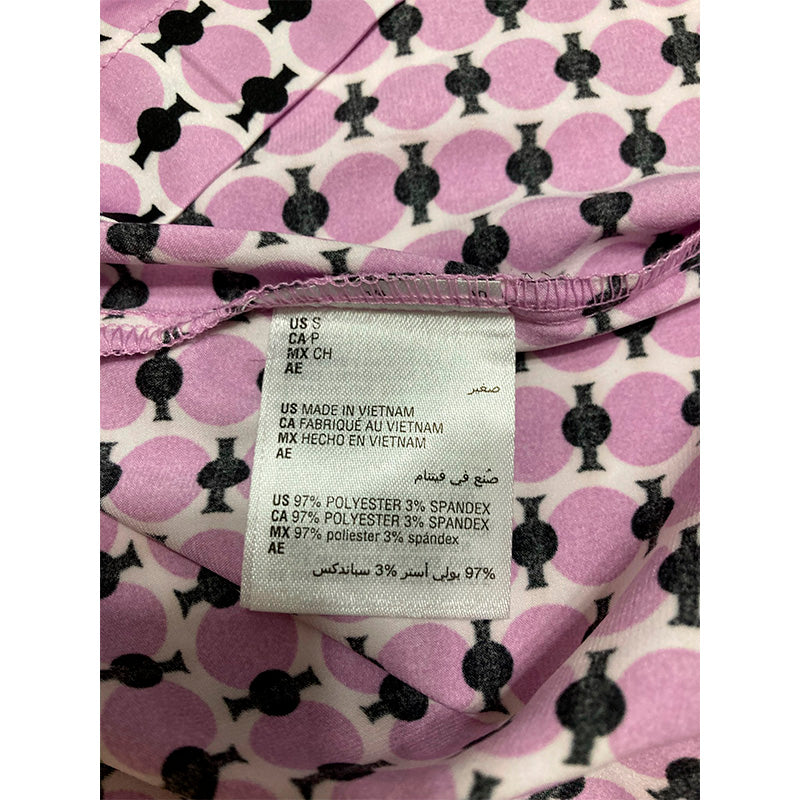 US S
CA P
MX CH
AE
صغير
US MADE IN VIETNAM
CA FABRIQUÉ AU VIETNAM
MX HECHO EN VIETNAM
AE
صُنع في فيتنام
US 97% POLYESTER 3% SPANDEX
CA 97% POLYESTER 3% SPANDEX
MX 97% poliester 3% spándex
AE
97% بولي أستر 3% سباندكس